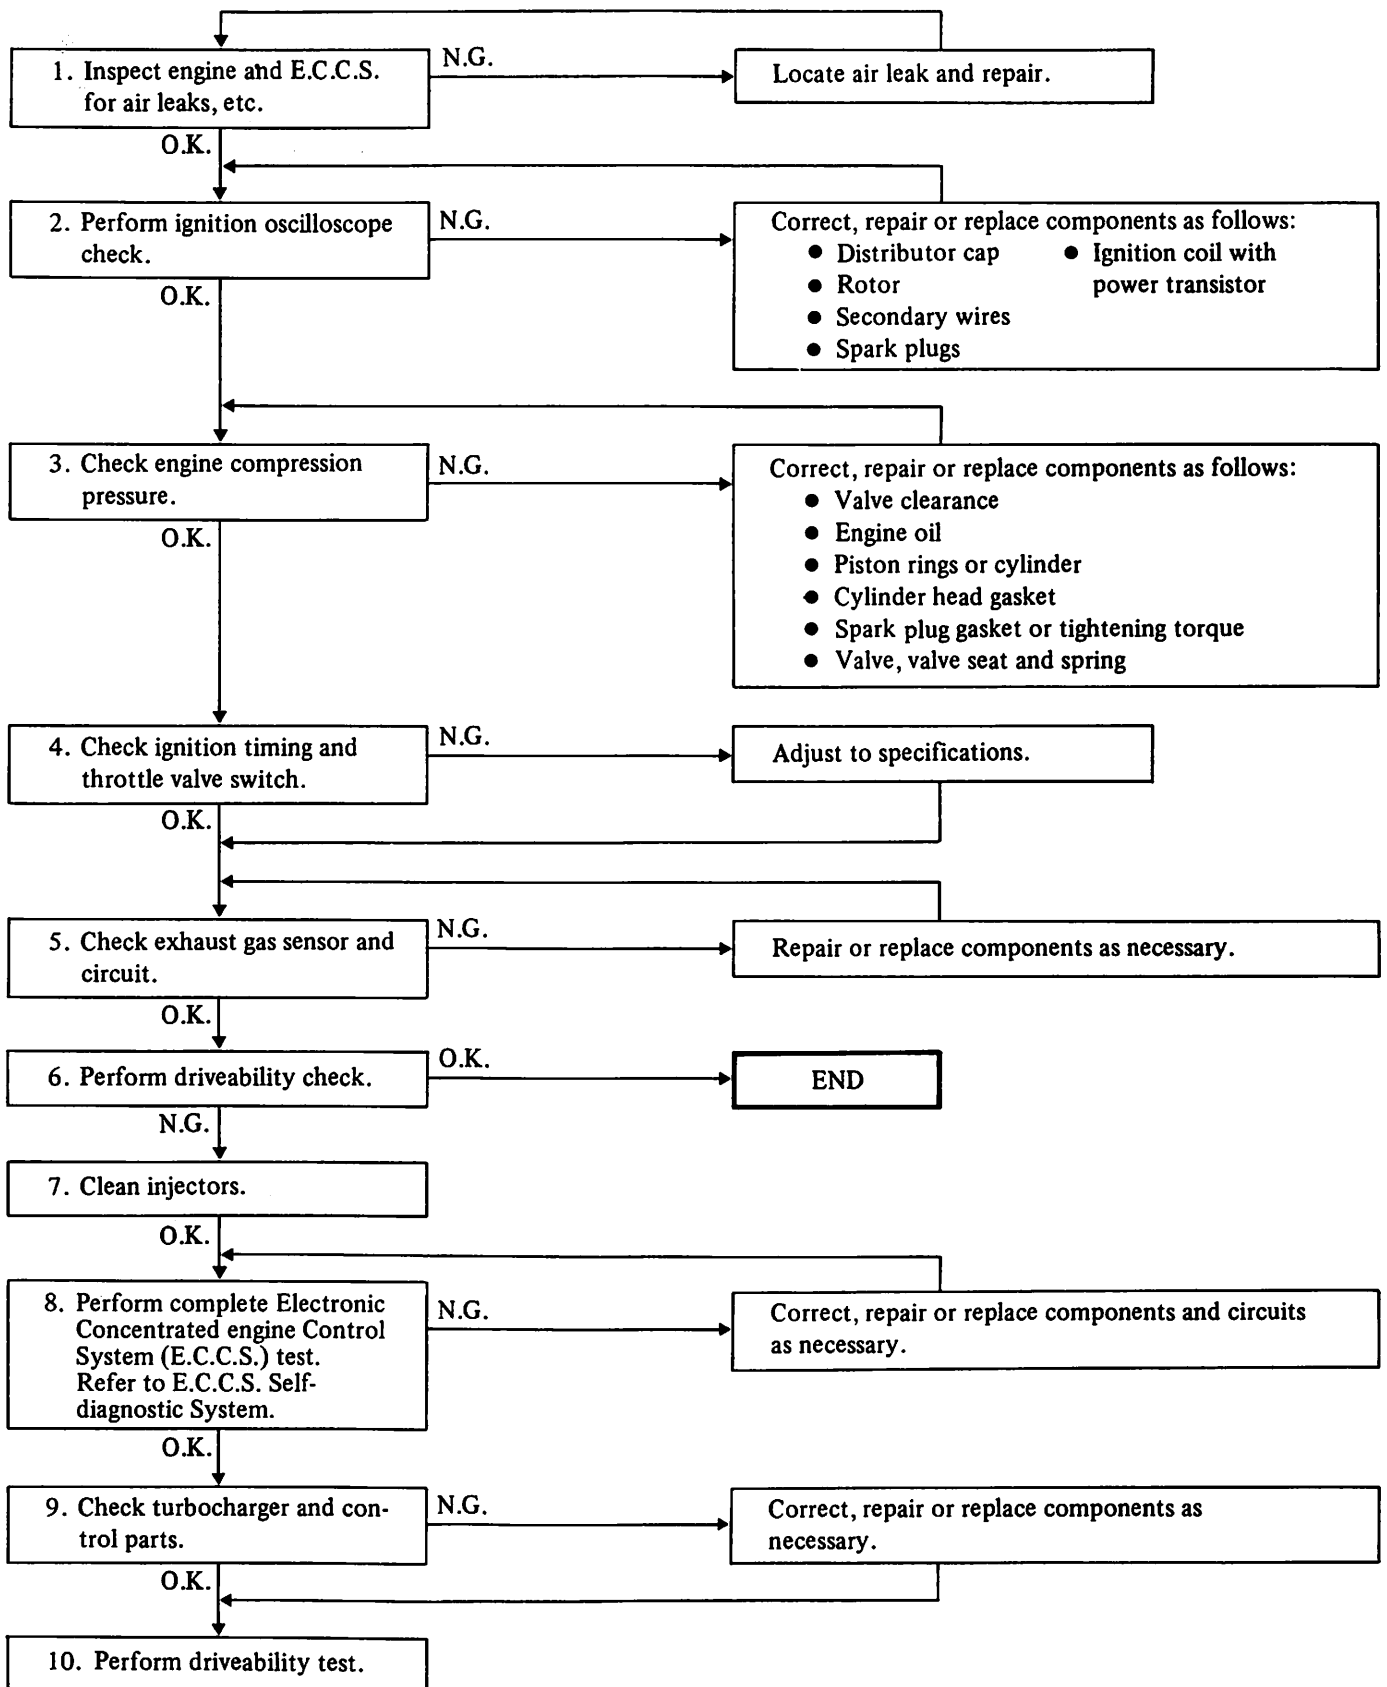 1. Inspect engine and E.C.C.S.
for air leaks, etc.
N.G.
Locate air leak and repair.
O.K.
2. Perform ignition oscilloscope
check.
N.G.
Correct, repair or replace components as follows:
● Distributor cap
● Rotor
● Secondary wires
● Spark plugs
● Ignition coil with
power transistor
O.K.
3. Check engine compression
pressure.
N.G.
Correct, repair or replace components as follows:
● Valve clearance
● Engine oil
● Piston rings or cylinder
● Cylinder head gasket
● Spark plug gasket or tightening torque
● Valve, valve seat and spring
O.K.
4. Check ignition timing and
throttle valve switch.
N.G.
Adjust to specifications.
O.K.
5. Check exhaust gas sensor and
circuit.
N.G.
Repair or replace components as necessary.
O.K.
6. Perform driveability check.
O.K.
END
N.G.
7. Clean injectors.
O.K.
8. Perform complete Electronic
Concentrated engine Control
System (E.C.C.S.) test.
Refer to E.C.C.S. Self-
diagnostic System.
N.G.
Correct, repair or replace components and circuits
as necessary.
O.K.
9. Check turbocharger and con-
trol parts.
N.G.
Correct, repair or replace components as
necessary.
O.K.
10. Perform driveability test.